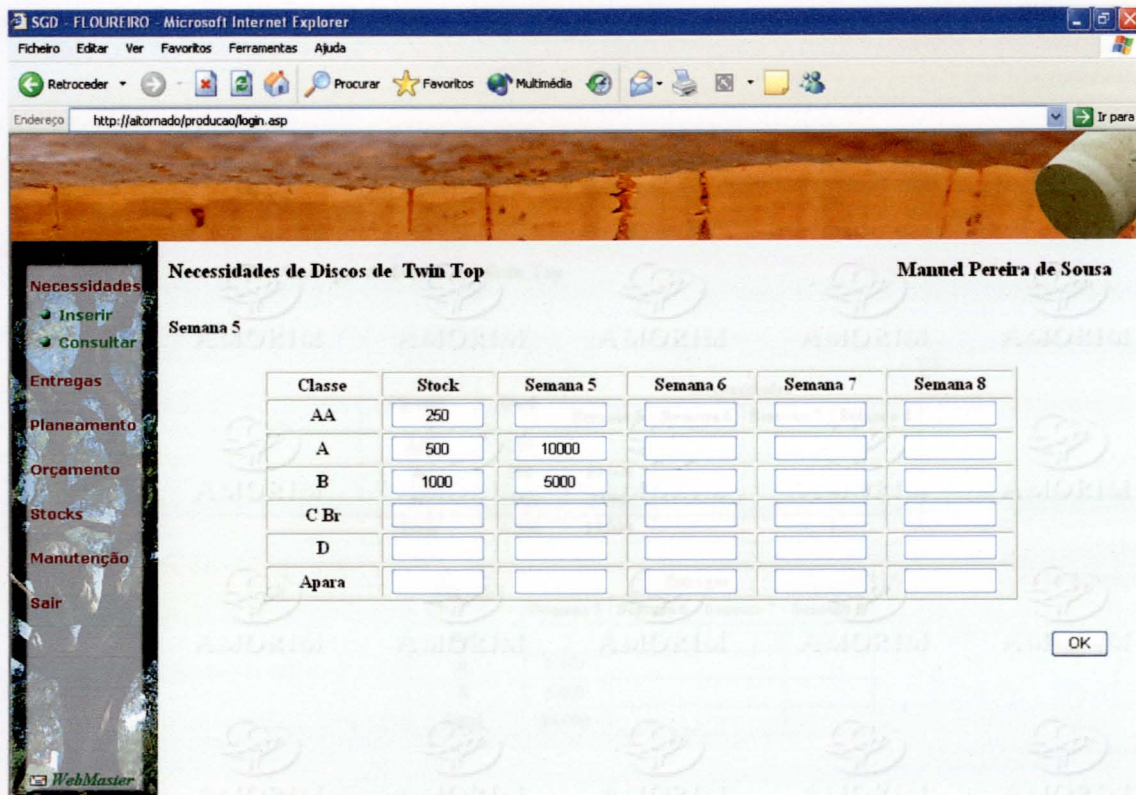 SGD - FLOUREIRO - Microsoft Internet Explorer
Ficheiro Editar Ver Favoritos Ferramentas Ajuda
Retroceder Procurar Favoritos Multimédia
Endereço http://aitornado/producao/login.asp Ir para
Necessidades de Discos de Twin Top Manuel Pereira de Sousa
Necessidades
Inserir
Consultar
Entregas
Planeamento
Orçamento
Stocks
Manutenção
Sair
WebMaster
Semana 5
Classe Stock Semana 5 Semana 6 Semana 7 Semana 8
AA 250
A 500 10000
B 1000 5000
C Br
D
Apara
OK